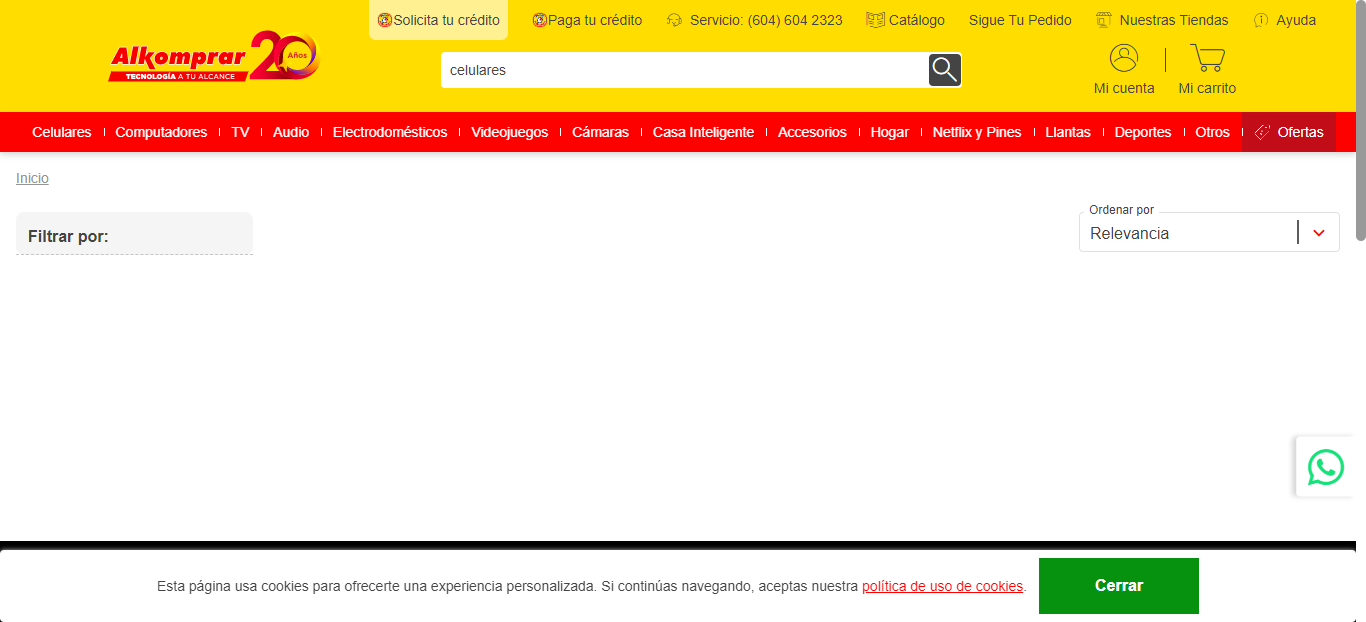 Solicita tu crédito
Paga tu crédito
Servicio: (604) 604 2323
Catálogo
Sigue Tu Pedido
Nuestras Tiendas
Ayuda
Alkomprar 20 Años
TECNOLOGÍA A TU ALCANCE
celulares
Mi cuenta
Mi carrito
Celulares
Computadores
TV
Audio
Electrodomésticos
Videojuegos
Cámaras
Casa Inteligente
Accesorios
Hogar
Netflix y Pines
Llantas
Deportes
Otros
Ofertas
Inicio
Filtrar por:
Ordenar por
Relevancia
Esta página usa cookies para ofrecerte una experiencia personalizada. Si continúas navegando, aceptas nuestra política de uso de cookies.
Cerrar